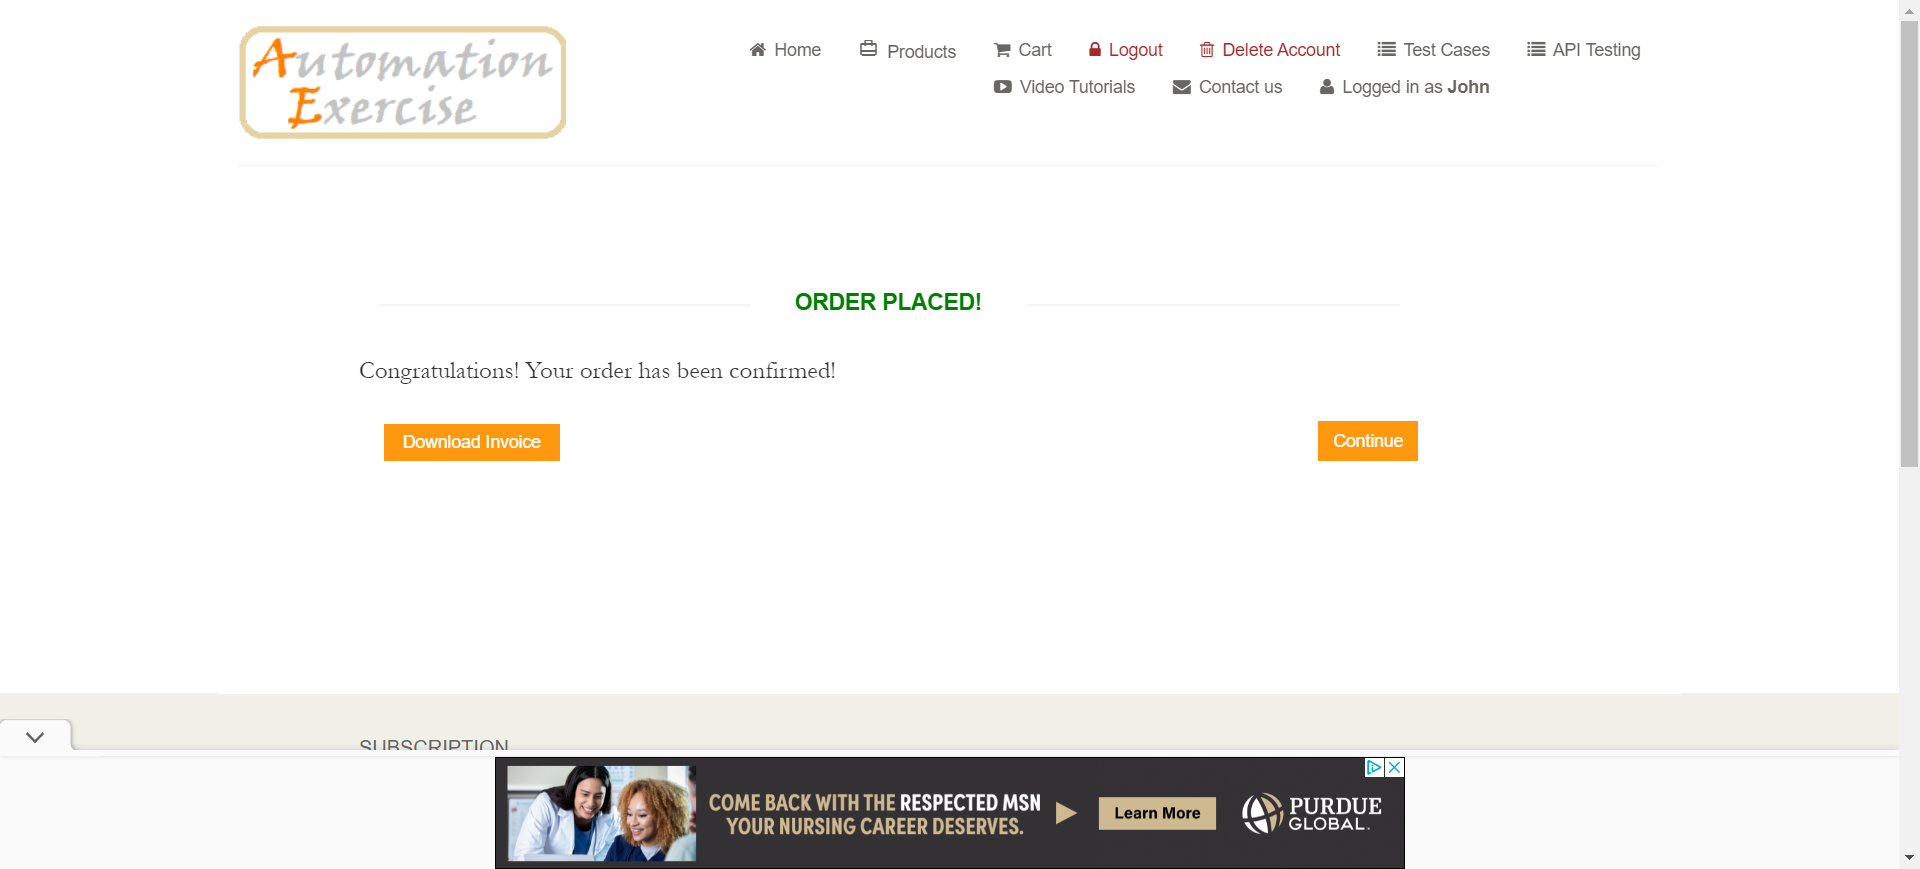 Automation
Exercise
Home
Products
Cart
Logout
Delete Account
Test Cases
API Testing
Video Tutorials
Contact us
Logged in as John
ORDER PLACED!
Congratulations! Your order has been confirmed!
Download Invoice
Continue
SUBSCRIPTION
COME BACK WITH THE RESPECTED MSN
YOUR NURSING CAREER DESERVES.
Learn More
PURDUE
GLOBAL.